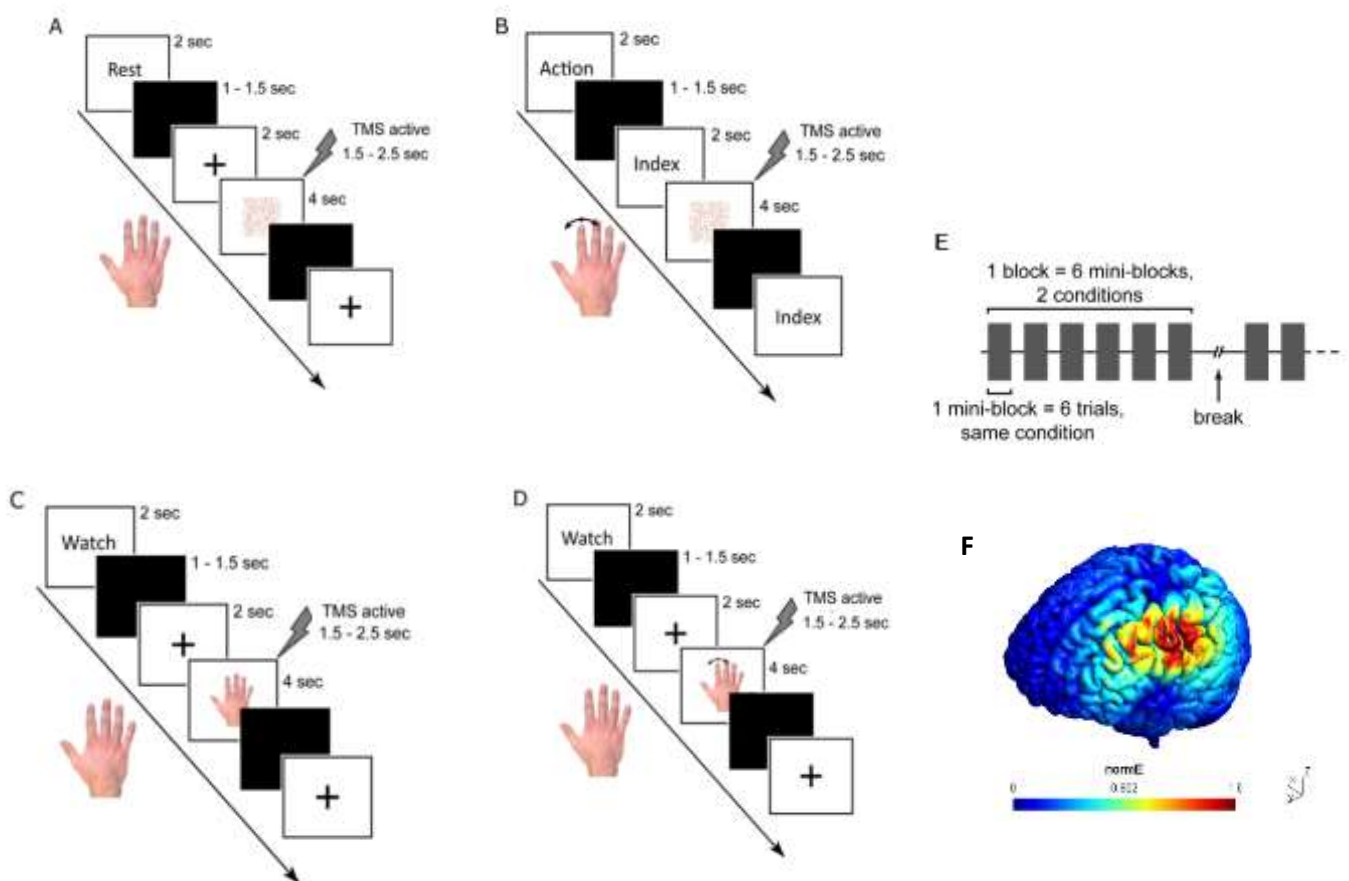 A
Rest
2 sec
1 - 1.5 sec
2 sec
+
TMS active
1.5 - 2.5 sec
4 sec
+
B
Action
2 sec
1 - 1.5 sec
2 sec
Index
TMS active
1.5 - 2.5 sec
4 sec
Index
E
1 block = 6 mini-blocks,
2 conditions
1 mini-block = 6 trials,
same condition
break
C
Watch
2 sec
1 - 1.5 sec
2 sec
+
TMS active
1.5 - 2.5 sec
4 sec
+
D
Watch
2 sec
1 - 1.5 sec
2 sec
+
TMS active
1.5 - 2.5 sec
4 sec
+
F
normE
0